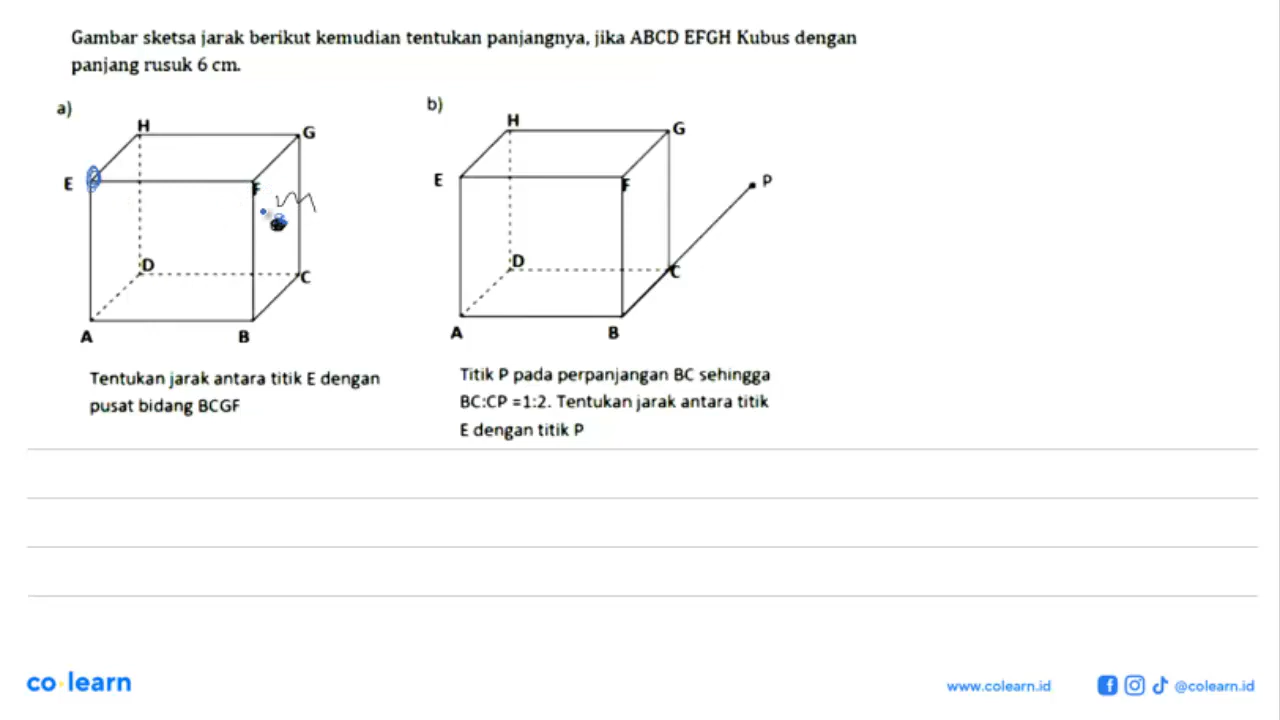 Gambar sketsa jarak berikut kemudian tentukan panjangnya, jika ABCD EFGH Kubus dengan
panjang rusuk 6 cm.
a)
b)
H
G
E
F
M
D
C
A
B
H
G
E
F
P
D
C
A
B
Tentukan jarak antara titik E dengan
pusat bidang BCGF
Titik P pada perpanjangan BC sehingga
BC:CP =1:2. Tentukan jarak antara titik
E dengan titik P
co learn
www.colearn.id
@colearn.id